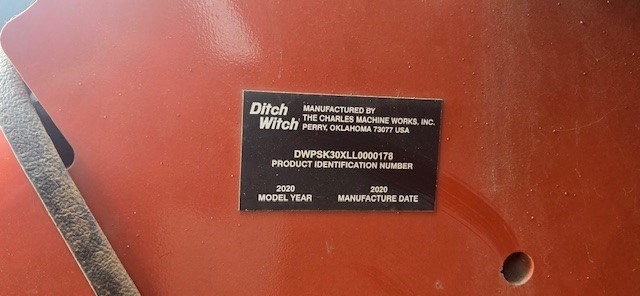 Ditch Witch
MANUFACTURED BY
THE CHARLES MACHINE WORKS, INC.
PERRY, OKLAHOMA 73077 USA
DWPSK30XLL0000178
PRODUCT IDENTIFICATION NUMBER
2020
MODEL YEAR
2020
MANUFACTURE DATE